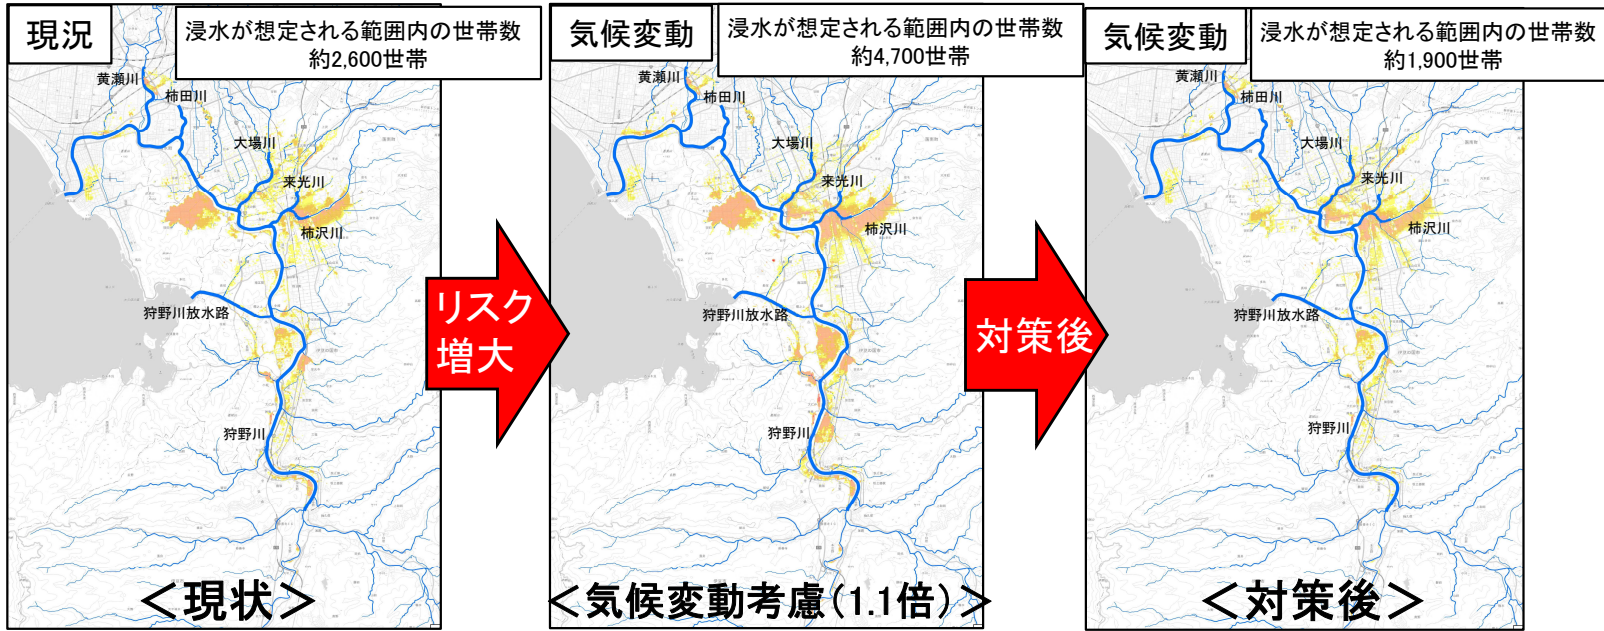 現況
浸水が想定される範囲内の世帯数
約2,600世帯
黄瀬川
柿田川
大場川
来光川
柿沢川
狩野川放水路
狩野川
＜現状＞
リスク
増大
気候変動
浸水が想定される範囲内の世帯数
約4,700世帯
黄瀬川
柿田川
大場川
来光川
柿沢川
狩野川放水路
狩野川
＜気候変動考慮（1.1倍）＞
対策後
気候変動
浸水が想定される範囲内の世帯数
約1,900世帯
黄瀬川
柿田川
大場川
来光川
柿沢川
狩野川放水路
狩野川
＜対策後＞